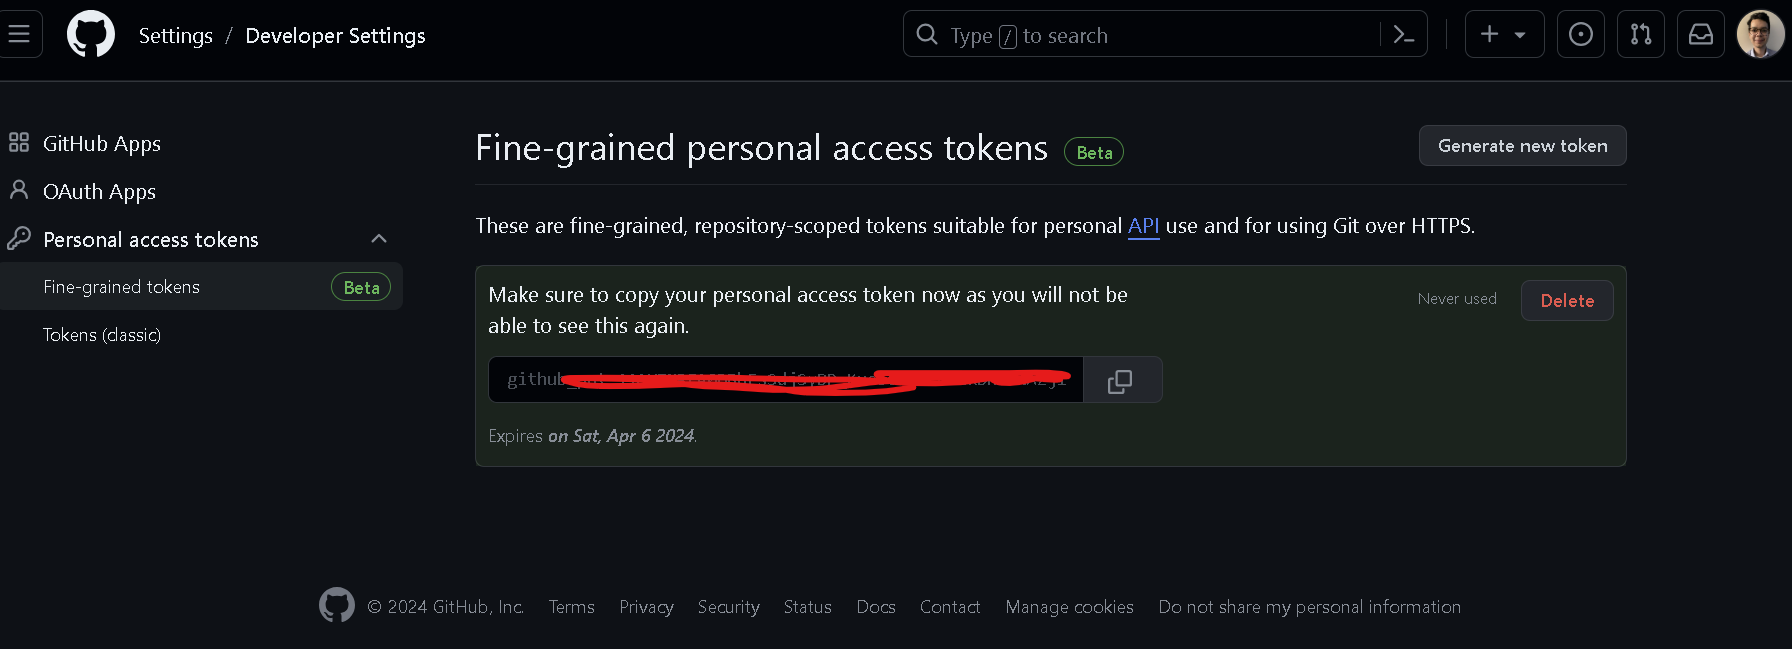 Settings / Developer Settings
Type / to search
GitHub Apps
OAuth Apps
Personal access tokens
Fine-grained tokens Beta
Tokens (classic)
Fine-grained personal access tokens Beta
Generate new token
These are fine-grained, repository-scoped tokens suitable for personal API use and for using Git over HTTPS.
Make sure to copy your personal access token now as you will not be
able to see this again.
Never used
Delete
github_
Expires on Sat, Apr 6 2024.
© 2024 GitHub, Inc. Terms Privacy Security Status Docs Contact Manage cookies Do not share my personal information